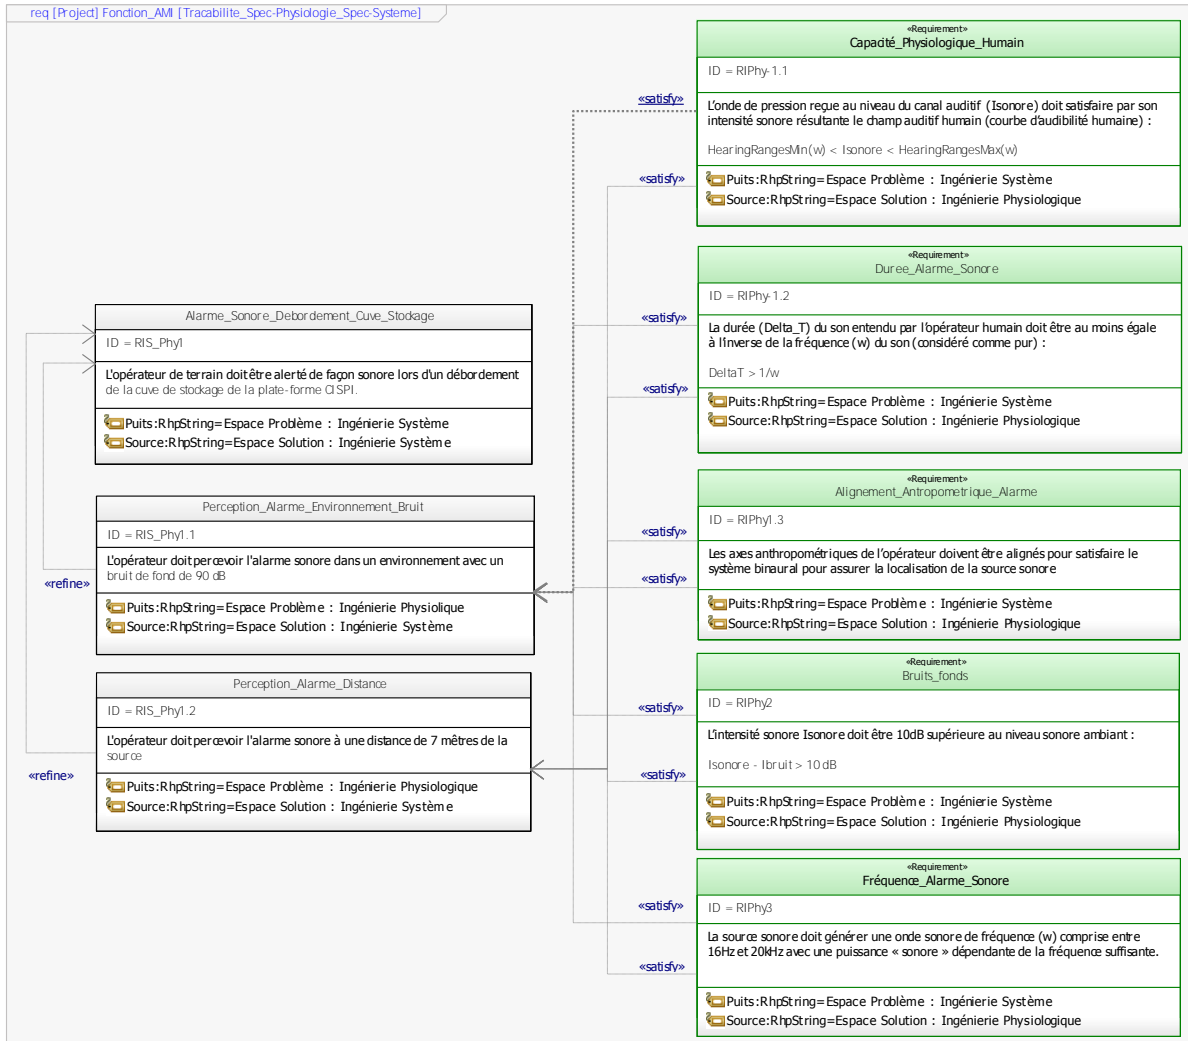 req [Project] Fonction_AMI [Tracabilite_Spec-Physiologie_Spec-Systeme]
«Requirement»
Capacité_Physiologique_Humain
ID = RIPhy-1.1
L'onde de pression reçue au niveau du canal auditif (Isonore) doit satisfaire par son
intensité sonore résultante le champ auditif humain (courbe d'audibilité humaine) :
HearingRangesMin(w) < Isonore < HearingRangesMax(w)
Puits:RhpString=Espace Problème : Ingénierie Système
Source:RhpString=Espace Solution : Ingénierie Physiologique
«satisfy»
«satisfy»
«Requirement»
Duree_Alarme_Sonore
ID = RIPhy-1.2
La durée (Delta_T) du son entendu par l'opérateur humain doit être au moins égale
à l'inverse de la fréquence (w) du son (considéré comme pur) :
DeltaT > 1/w
Puits:RhpString=Espace Problème : Ingénierie Système
Source:RhpString=Espace Solution : Ingénierie Physiologique
«satisfy»
«satisfy»
Alarme_Sonore_Debordement_Cuve_Stockage
ID = RIS_Phy1
L'opérateur de terrain doit être alerté de façon sonore lors d'un débordement
de la cuve de stockage de la plate-forme CISPI.
Puits:RhpString=Espace Problème : Ingénierie Système
Source:RhpString=Espace Solution : Ingénierie Système
«Requirement»
Alignement_Antropometrique_Alarme
ID = RIPhy1.3
Les axes anthropométriques de l'opérateur doivent être alignés pour satisfaire le
système binaural pour assurer la localisation de la source sonore
Puits:RhpString=Espace Problème : Ingénierie Système
Source:RhpString=Espace Solution : Ingénierie Physiologique
«satisfy»
«satisfy»
Perception_Alarme_Environnement_Bruit
ID = RIS_Phy1.1
L'opérateur doit percevoir l'alarme sonore dans un environnement avec un
bruit de fond de 90 dB
Puits:RhpString=Espace Problème : Ingénierie Physiolique
Source:RhpString=Espace Solution : Ingénierie Système
«refine»
«Requirement»
Bruits_fonds
ID = RIPhy2
L'intensité sonore Isonore doit être 10dB supérieure au niveau sonore ambiant :
Isonore - Ibruit > 10 dB
Puits:RhpString=Espace Problème : Ingénierie Système
Source:RhpString=Espace Solution : Ingénierie Physiologique
«satisfy»
«satisfy»
Perception_Alarme_Distance
ID = RIS_Phy1.2
L'opérateur doit percevoir l'alarme sonore à une distance de 7 mêtres de la
source
Puits:RhpString=Espace Problème : Ingénierie Physiologique
Source:RhpString=Espace Solution : Ingénierie Système
«refine»
«Requirement»
Fréquence_Alarme_Sonore
ID = RIPhy3
La source sonore doit générer une onde sonore de fréquence (w) comprise entre
16Hz et 20kHz avec une puissance « sonore » dépendante de la fréquence suffisante.
Puits:RhpString=Espace Problème : Ingénierie Système
Source:RhpString=Espace Solution : Ingénierie Physiologique
«satisfy»
«satisfy»